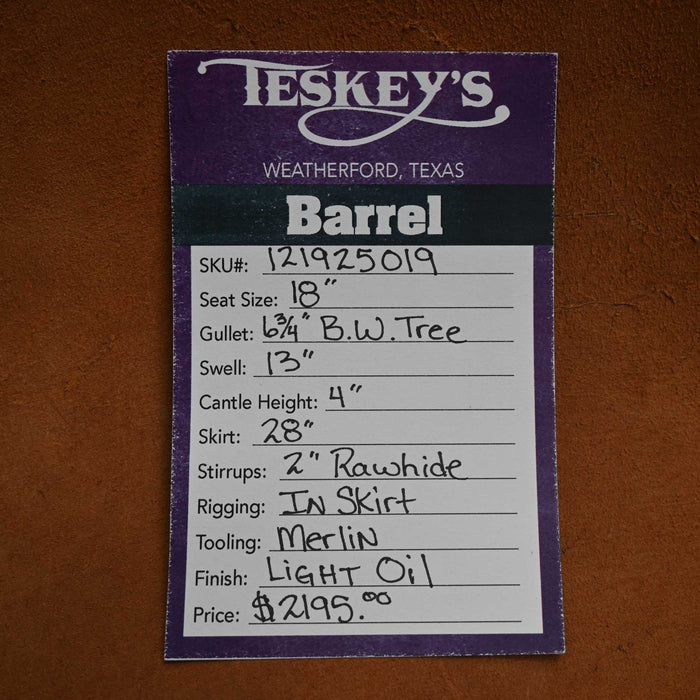 TESKEY'S
WEATHERFORD, TEXAS
Barrel
SKU#: 121925019
Seat Size: 18"
Gullet: 6¾" B.W. Tree
Swell: 13"
Cantle Height: 4"
Skirt: 28"
Stirrups: 2" Rawhide
Rigging: IN SKirt
Tooling: MerliN
Finish: LiGHT Oil
Price: $2195.00